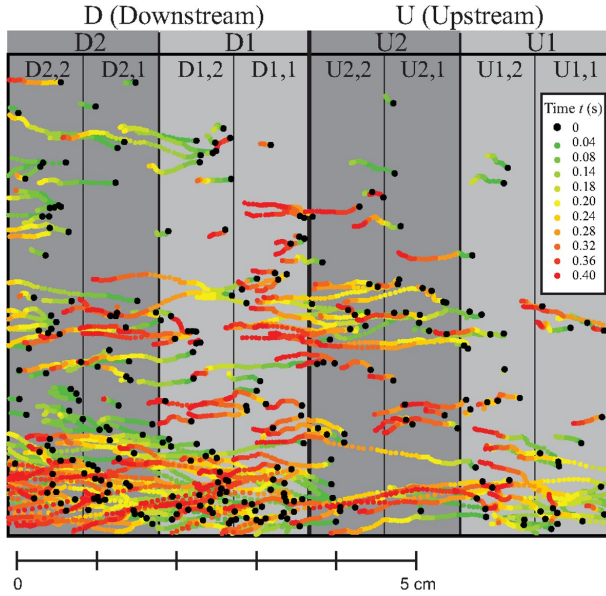 D (Downstream) U (Upstream)
D2 D1 U2 U1
D2,2 D2,1 D1,2 D1,1 U2,2 U2,1 U1,2 U1,1
Time t (s)
0
0.04
0.08
0.14
0.18
0.20
0.24
0.28
0.32
0.36
0.40
0 5 cm